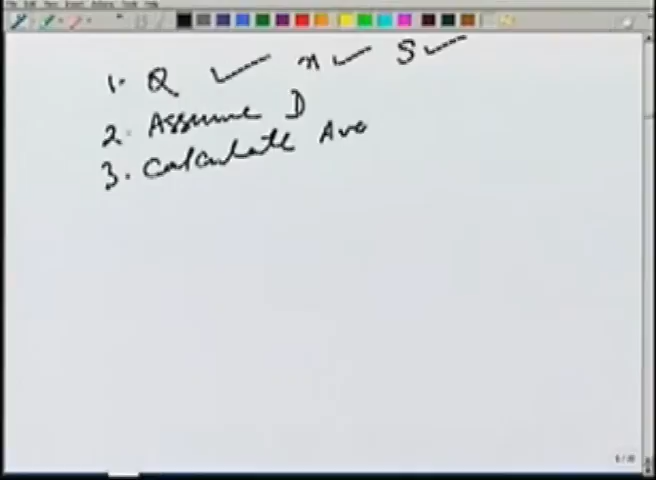 1. Q ✓ n ✓ S ✓
2. Assume D
3. Calculate Ave